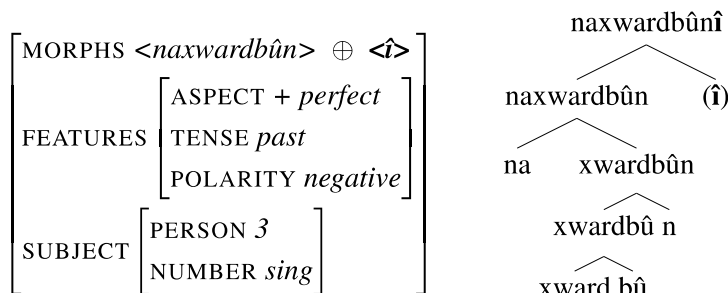 MORPHS <naxwardbûn> ⊕ <î>
FEATURES
ASPECT + perfect
TENSE past
POLARITY negative
SUBJECT
PERSON 3
NUMBER sing
naxwardbûnî
naxwardbûn (î)
na xwardbûn
xwardbû n
xward bû